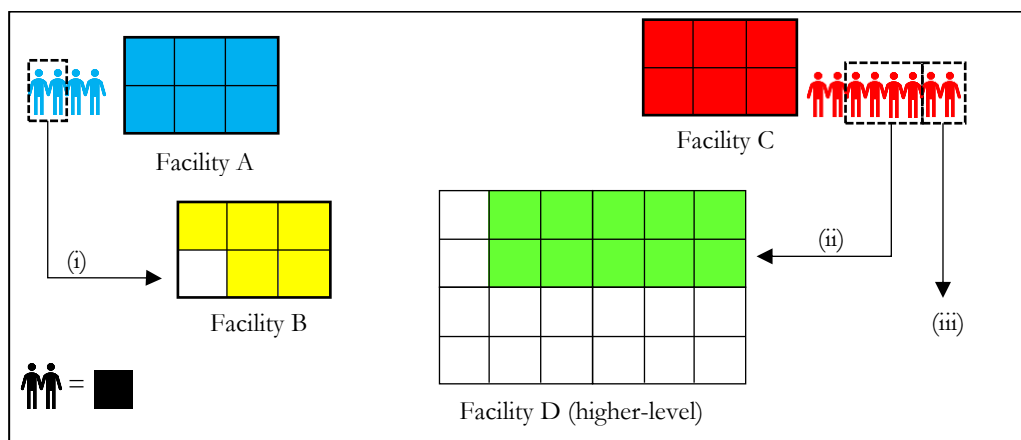 Facility A
Facility C
(i)
(ii)
Facility B
(iii)
=
Facility D (higher-level)